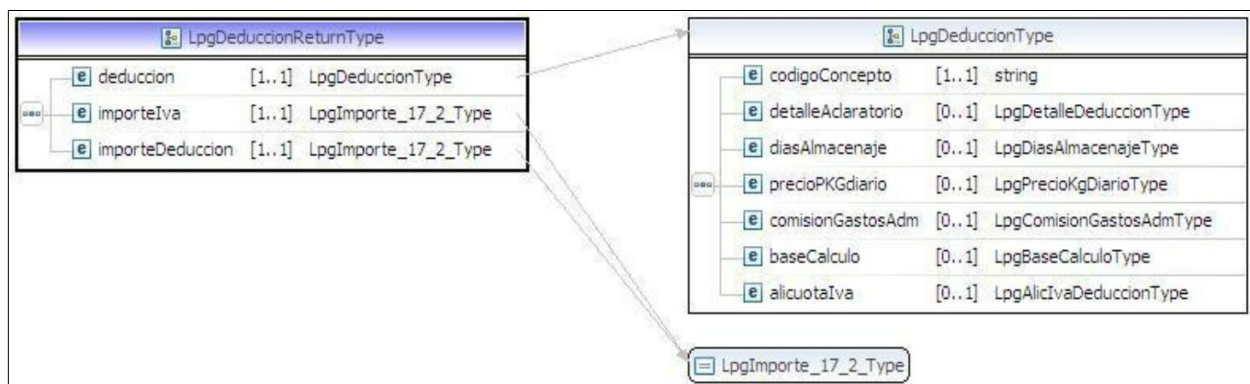 LpgDeduccionReturnType
e deduccion [1..1] LpgDeduccionType
e importeIva [1..1] LpgImporte_17_2_Type
e importeDeduccion [1..1] LpgImporte_17_2_Type
LpgDeduccionType
e codigoConcepto [1..1] string
e detalleAclaratorio [0..1] LpgDetalleDeduccionType
e diasAlmacenaje [0..1] LpgDiasAlmacenajeType
e precioPKGdiario [0..1] LpgPrecioKgDiarioType
e comisionGastosAdm [0..1] LpgComisionGastosAdmType
e baseCalculo [0..1] LpgBaseCalculoType
e alicuotaIva [0..1] LpgAlicIvaDeduccionType
LpgImporte_17_2_Type